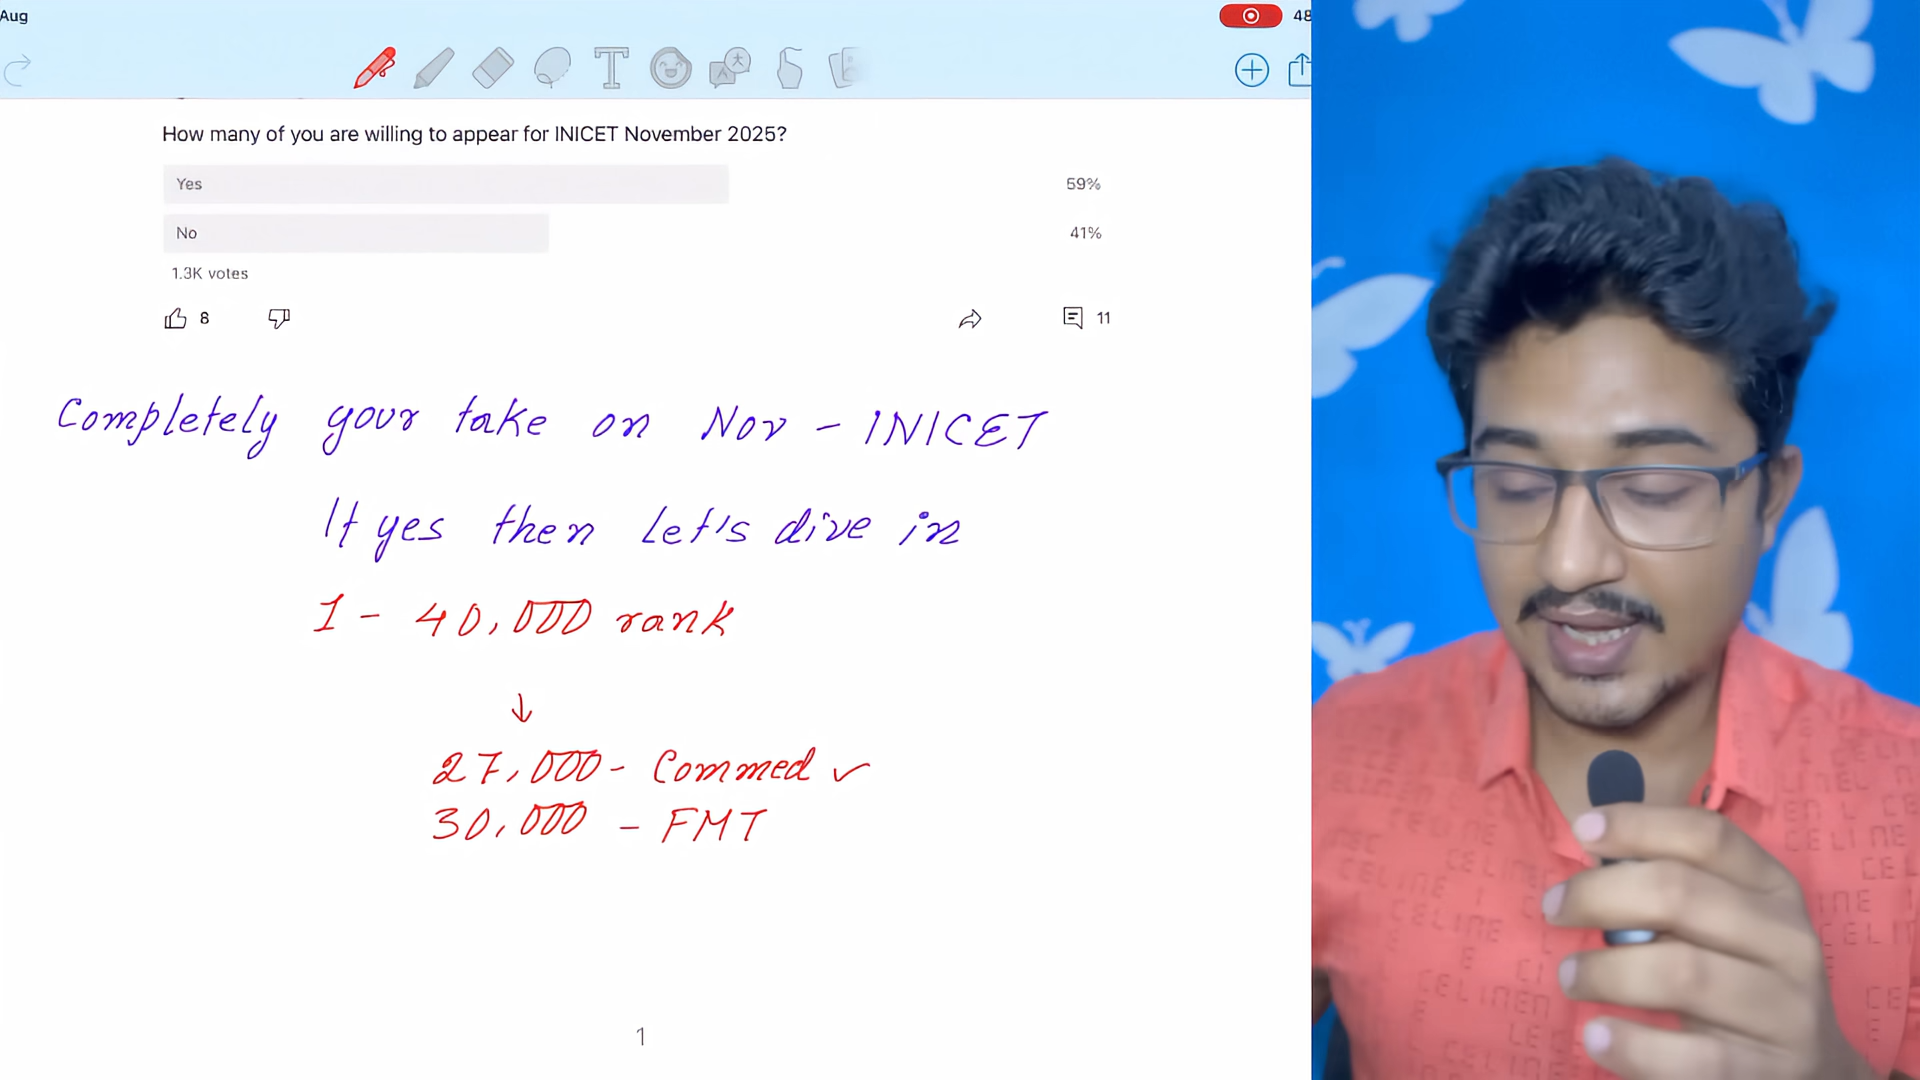 Aug
48
How many of you are willing to appear for INICET November 2025?
Yes 59%
No 41%
1.3K votes
8 11
Completely your take on Nov - INICET
If yes then Let's dive in
1 - 40,000 rank
↓
27,000 - Commed ✓
30,000 - FMT
1